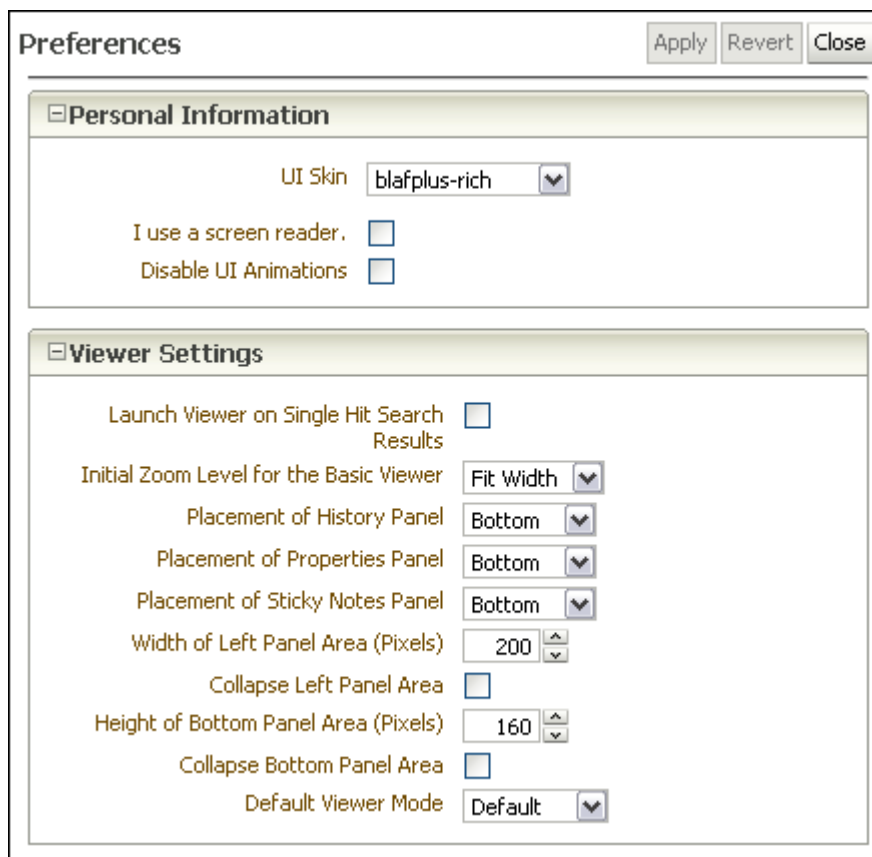 Preferences Apply Revert Close
Personal Information
UI Skin blafplus-rich
I use a screen reader.
Disable UI Animations
Viewer Settings
Launch Viewer on Single Hit Search
Results
Initial Zoom Level for the Basic Viewer Fit Width
Placement of History Panel Bottom
Placement of Properties Panel Bottom
Placement of Sticky Notes Panel Bottom
Width of Left Panel Area (Pixels) 200
Collapse Left Panel Area
Height of Bottom Panel Area (Pixels) 160
Collapse Bottom Panel Area
Default Viewer Mode Default